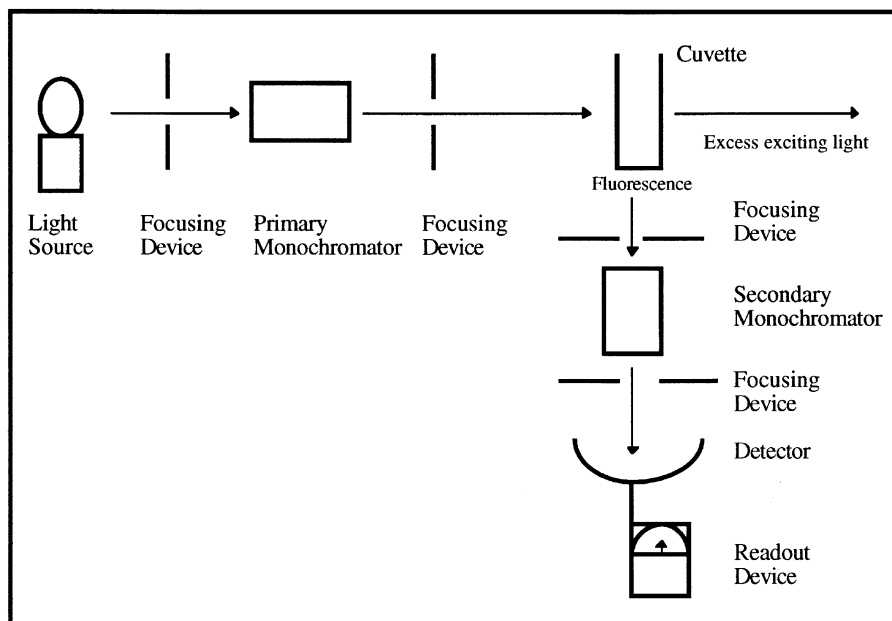 Cuvette
Excess exciting light
Fluorescence
Light
Source
Focusing
Device
Primary
Monochromator
Focusing
Device
Focusing
Device
Secondary
Monochromator
Focusing
Device
Detector
Readout
Device